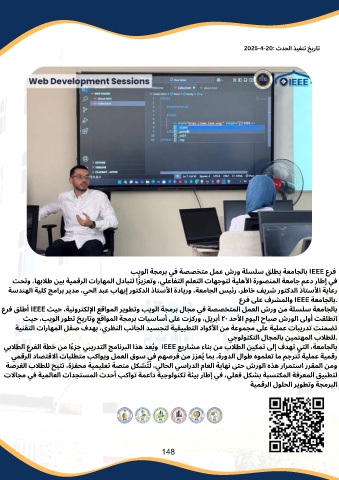 تاريخ تنفيذ الحدث :20-4-2025
Web Development Sessions
IEEE
فرع IEEE بالجامعة يطلق سلسلة ورش عمل متخصصة في برمجة الويب
في إطار دعم جامعة المنصورة الأهلية لتوجهات التعلم التفاعلي، وتعزيزًا لتبادل المهارات الرقمية بين طلابها، وتحت
رعاية الأستاذ الدكتور شريف خاطر، رئيس الجامعة، وريادة الأستاذ الدكتور إيهاب عبد الحي، مدير برامج كلية الهندسة
.بالجامعة IEEE والمشرف على فرع
بالجامعة سلسلة من ورش العمل المتخصصة في مجال برمجة الويب وتطوير المواقع الإلكترونية، حيث IEEE أطلق فرع
انطلقت أولى الورش صباح اليوم الأحد ٢٠ أبريل، وركزت على أساسيات برمجة المواقع وتاريخ تطور الويب، حيث
تضمنت تدريبات عملية على مجموعة من الأكواد التطبيقية لتجسيد الجانب النظري، بهدف صقل المهارات التقنية
.للطلاب المهتمين بالمجال التكنولوجي
بالجامعة، التي تهدف إلى تمكين الطلاب من بناء مشاريع IEEE ويُعد هذا البرنامج التدريبي جزءًا من خطة الفرع الطلابي
رقمية عملية تترجم ما تعلموه طوال الدورة، بما يُعزز من فرصهم في سوق العمل ويواكب متطلبات الاقتصاد الرقمي
ومن المقرر استمرار هذه الورش حتى نهاية العام الدراسي الحالي، لتُشكل منصة تعليمية محفزة، تتيح للطلاب الفرصة
لتطبيق المعرفة المكتسبة بشكل فعلي، في إطار بيئة تكنولوجية داعمة تواكب أحدث المستجدات العالمية في مجالات
البرمجة وتطوير الحلول الرقمية
148